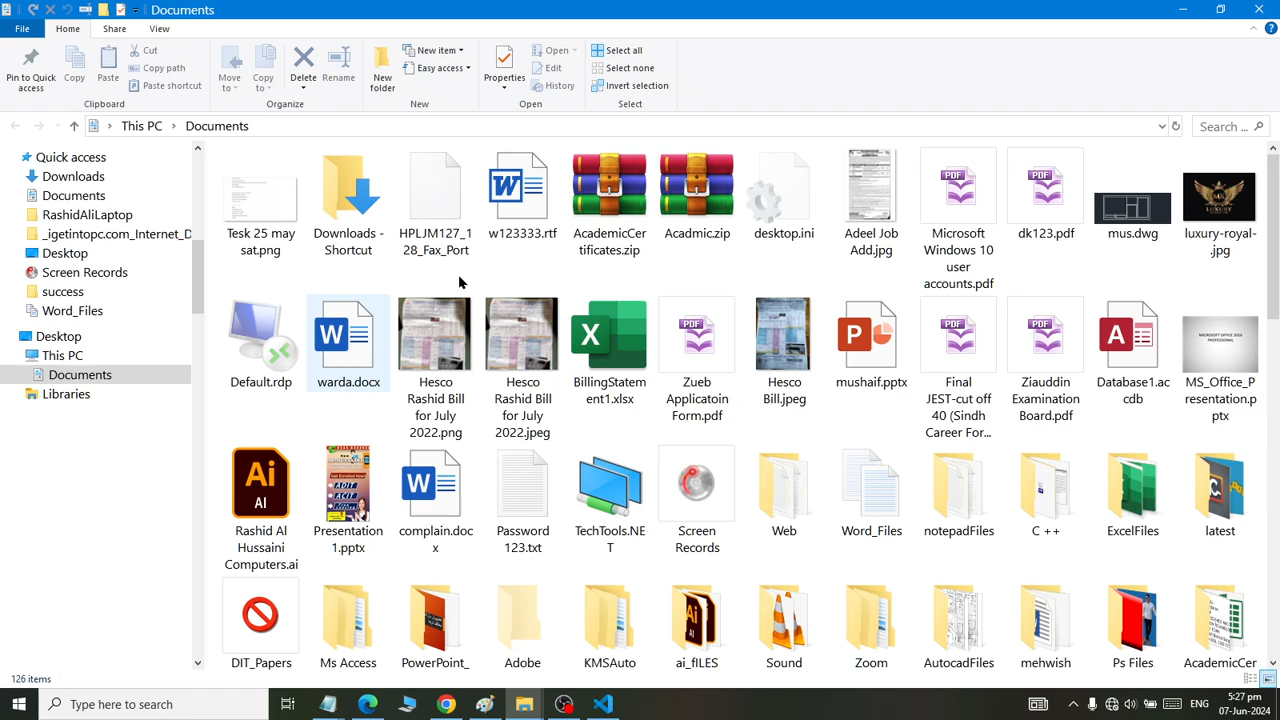 Documents
File
Home
Share
View
Pin to Quick
access
Copy
Paste
Cut
Copy path
Paste shortcut
Move
to
Copy
to
Delete
Rename
New
folder
New item
Easy access
Properties
Open
Edit
History
Select all
Select none
Invert selection
Clipboard
Organize
New
Open
Select
This PC
Documents
Search ...
Quick access
Downloads
Documents
RashidAliLaptop
_igetintopc.com_Internet_D
Desktop
Screen Records
success
Word_Files
Desktop
This PC
Documents
Libraries
Tesk 25 may
sat.png
Downloads -
Shortcut
HPLJM127_1
28_Fax_Port
w123333.rtf
AcademicCer
tificates.zip
Acadmic.zip
desktop.ini
Adeel Job
Add.jpg
Microsoft
Windows 10
user
accounts.pdf
dk123.pdf
mus.dwg
luxury-royal-
.jpg
Default.rdp
warda.docx
Hesco
Rashid Bill
for July
2022.png
Hesco
Rashid Bill
for July
2022.jpeg
BillingStatem
ent1.xlsx
Zueb
Applicatoin
Form.pdf
Hesco
Bill.jpeg
mushaif.pptx
Final
JEST-cut off
40 (Sindh
Career For...
Ziauddin
Examination
Board.pdf
Database1.ac
cdb
MS_Office_P
resentation.p
ptx
Rashid Al
Hussaini
Computers.ai
Presentation
1.pptx
complain.doc
x
Password
123.txt
TechTools.NE
T
Screen
Records
Web
Word_Files
notepadFiles
C ++
ExcelFiles
latest
DIT_Papers
Ms Access
PowerPoint_
Adobe
KMSAuto
ai_fILES
Sound
Zoom
AutocadFiles
mehwish
Ps Files
AcademicCer
126 items
Type here to search
ENG
5:27 pm
07-Jun-2024